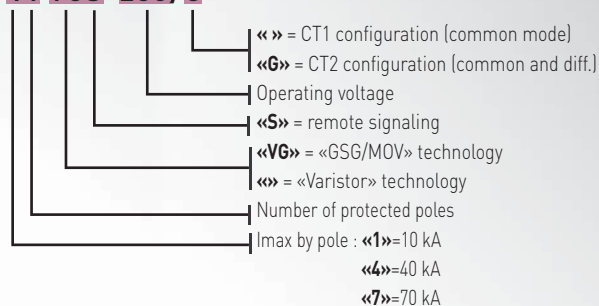 «» = CT1 configuration (common mode)
«G» = CT2 configuration (common and diff.)
Operating voltage
«S» = remote signaling
«VG» = «GSG/MOV» technology
«» = «Varistor» technology
Number of protected poles
Imax by pole : «1»=10 kA
«4»=40 kA
«7»=70 kA